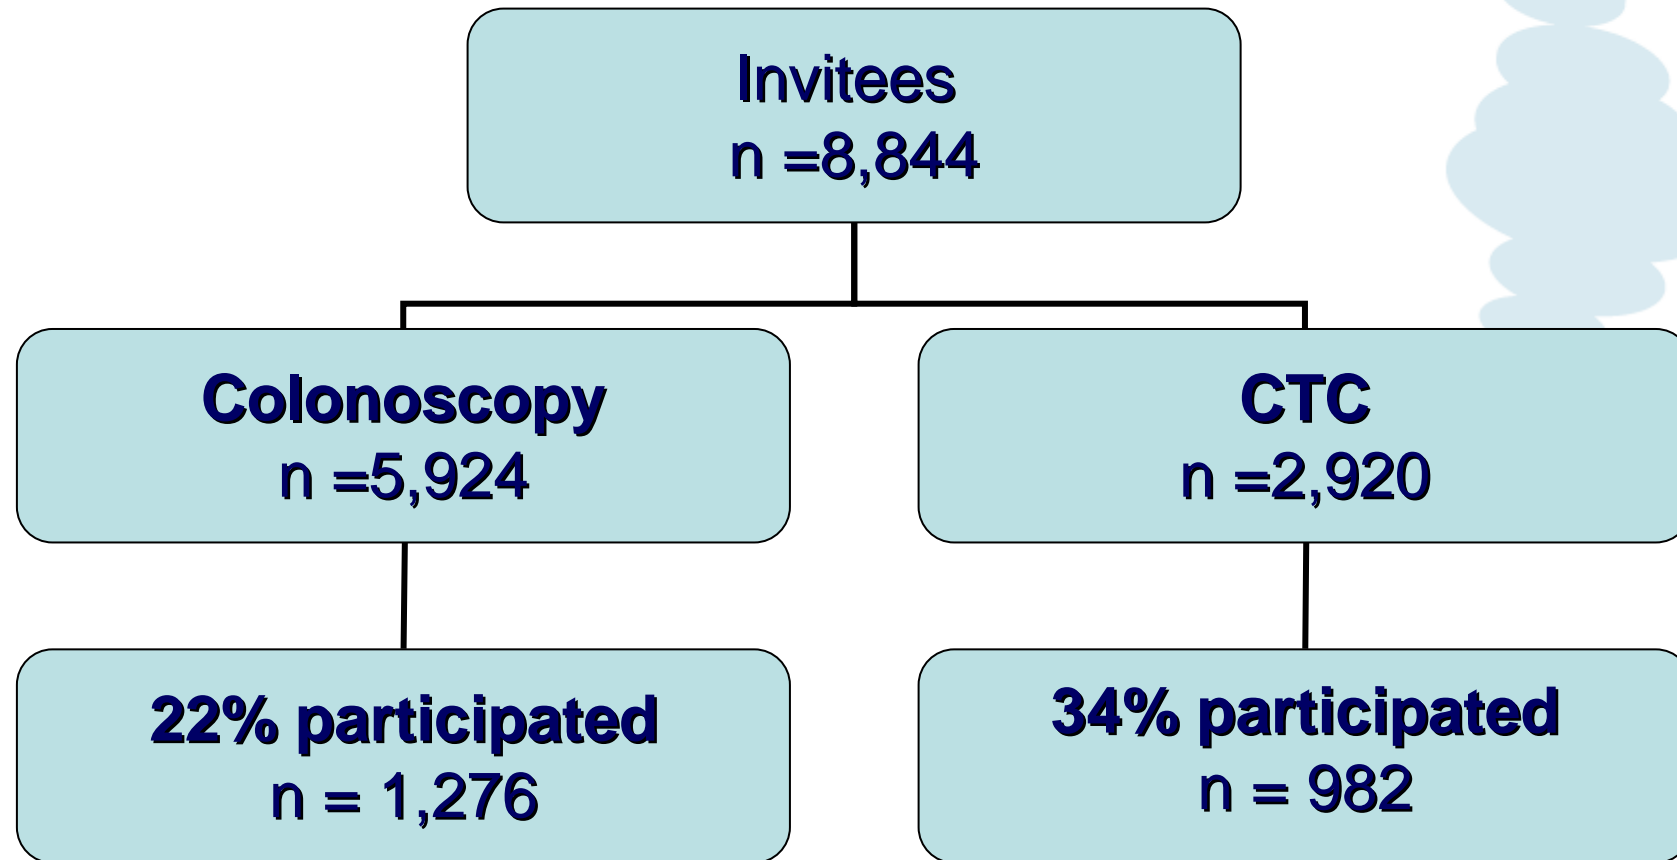 Invitees
n =8,844
Colonoscopy
n =5,924
CTC
n =2,920
22% participated
n = 1,276
34% participated
n = 982